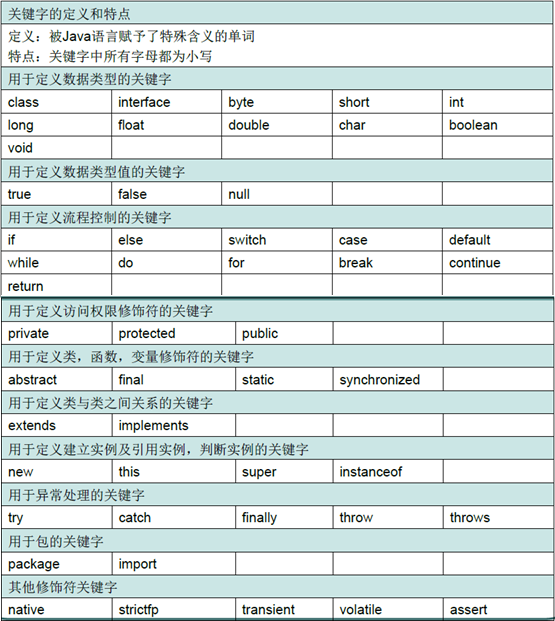 关键字的定义和特点
定义：被Java语言赋予了特殊含义的单词
特点：关键字中所有字母都为小写
用于定义数据类型的关键字
class interface byte short int
long float double char boolean
void
用于定义数据类型值的关键字
true false null
用于定义流程控制的关键字
if else switch case default
while do for break continue
return
用于定义访问权限修饰符的关键字
private protected public
用于定义类，函数，变量修饰符的关键字
abstract final static synchronized
用于定义类与类之间关系的关键字
extends implements
用于定义建立实例及引用实例，判断实例的关键字
new this super instanceof
用于异常处理的关键字
try catch finally throw throws
用于包的关键字
package import
其他修饰符关键字
native strictfp transient volatile assert